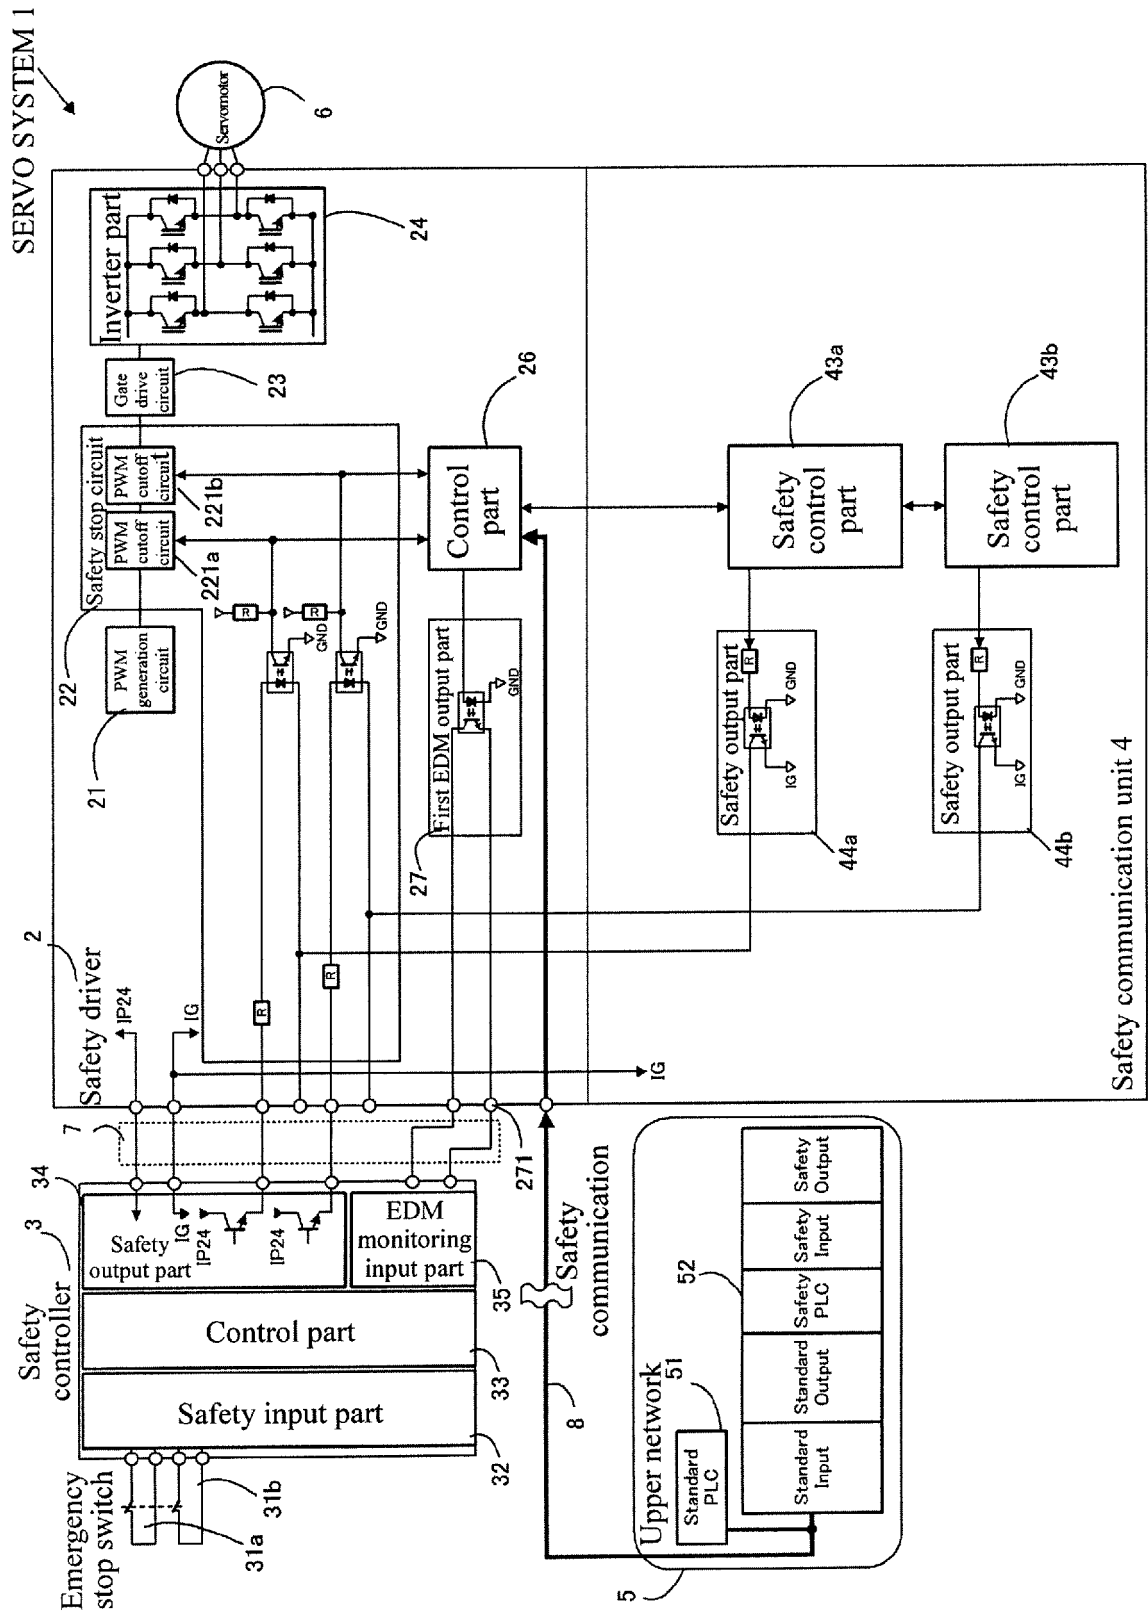 SERVO SYSTEM 1
Emergency
stop switch
31a
31b
Safety
controller
3
Safety input part
32
Control part
33
34
Safety
output part
IG
IP24
IP24
EDM
monitoring
input part
35
7
271
Safety driver
2
IP24
IG
IG
R
R
21
PWM
generation
circuit
22
Safety stop circuit
PWM
cutoff
circuit
221a
PWM
cutoff
circuit
221b
R
R
GND
GND
Gate
drive
circuit
23
Inverter part
24
Servomotor
6
27
First EDM output part
GND
Control
part
26
Safety
communication
8
Upper network
5
Standard
PLC
51
52
Standard
Input
Standard
Output
Safety
PLC
Safety
Input
Safety
Output
Safety output part
R
GND
IG
44a
Safety
control
part
43a
Safety output part
R
GND
IG
44b
Safety
control
part
43b
Safety communication unit 4